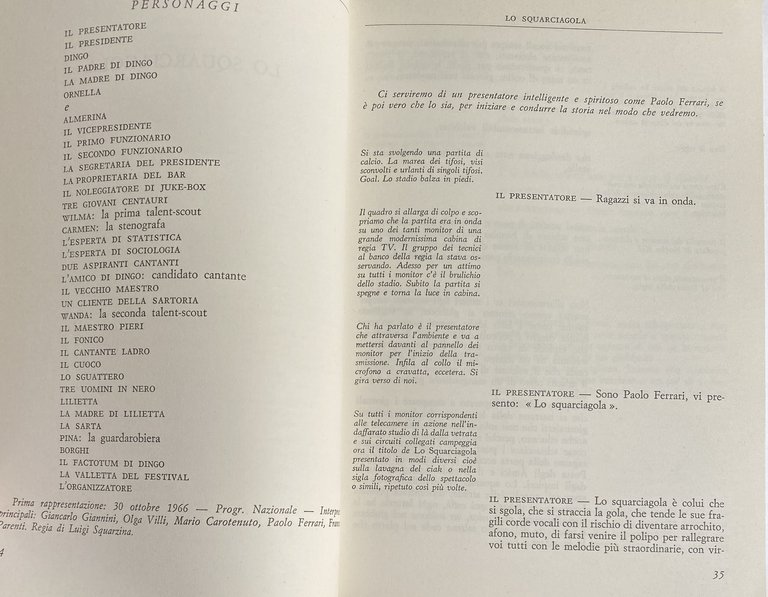 PERSONAGGI
IL PRESENTATORE
IL PRESIDENTE
DINGO
IL PADRE DI DINGO
LA MADRE DI DINGO
ORNELLA
e
ALMERINA
IL VICEPRESIDENTE
IL PRIMO FUNZIONARIO
IL SECONDO FUNZIONARIO
LA SEGRETARIA DEL PRESIDENTE
LA PROPRIETARIA DEL BAR
IL NOLEGGIATORE DI JUKE-BOX
TRE GIOVANI CENTAURI
WILMA: la prima talent-scout
CARMEN: la stenografa
L'ESPERTA DI STATISTICA
L'ESPERTA DI SOCIOLOGIA
DUE ASPIRANTI CANTANTI
L'AMICO DI DINGO: candidato cantante
IL VECCHIO MAESTRO
UN CLIENTE DELLA SARTORIA
WANDA: la seconda talent-scout
IL MAESTRO PIERI
IL FONICO
IL CANTANTE LADRO
IL CUOCO
LO SGUATTERO
TRE UOMINI IN NERO
LILIETTA
LA MADRE DI LILIETTA
LA SARTA
PINA: la guardarobiera
BORGHI
IL FACTOTUM DI DINGO
LA VALLETTA DEL FESTIVAL
L'ORGANIZZATORE
Prima rappresentazione: 30 ottobre 1966 — Progr. Nazionale —
principali: Giancarlo Giannini, Olga Villi, Mario Carotenuto, Paolo Ferrari,
Parenti. Regia di Luigi Squarzina.
4
LO SQUARCIAGOLA
Ci serviremo di un presentatore intelligente e spiritoso come Paolo Ferrari, se
è poi vero che lo sia, per iniziare e condurre la storia nel modo che vedremo.
Si sta svolgendo una partita di
calcio. La marea dei tifosi, visi
sconvolti e urlanti di singoli tifosi.
Goal. Lo stadio balza in piedi.
IL PRESENTATORE — Ragazzi si va in onda.
Il quadro si allarga di colpo e sco-
priamo che la partita era in onda
su uno dei tanti monitor di una
grande modernissima cabina di
regia TV. Il gruppo dei tecnici
al banco della regia la stava os-
servando. Adesso per un attimo
su tutti i monitor c'è il brulichio
dello stadio. Subito la partita si
spegne e torna la luce in cabina.
Chi ha parlato è il presentatore
che attraversa l'ambiente e va a
mettersi davanti al pannello dei
monitor per l'inizio della tra-
smissione. Infila al collo il mi-
crofono a cravatta, eccetera. Si
gira verso di noi.
IL PRESENTATORE — Sono Paolo Ferrari, vi pre-
sento: « Lo squarciagola ».
Su tutti i monitor corrispondenti
alle telecamere in azione nell'in-
daffarato studio di là dalla vetrata
e sui circuiti collegati campeggia
ora il titolo de Lo Squarciagola
presentato in modi diversi cioè
sulla lavagna del ciak o nella
sigla fotografica dello spettacolo
o simili, ripetuto così più volte.
IL PRESENTATORE — Lo squarciagola è colui che
si sgola, che si straccia la gola, che tende le sue fra-
gili corde vocali con il rischio di diventare arrochito,
afono, muto, di farsi venire il polipo per rallegrare
voi tutti con le melodie più straordinarie, con vir-
35